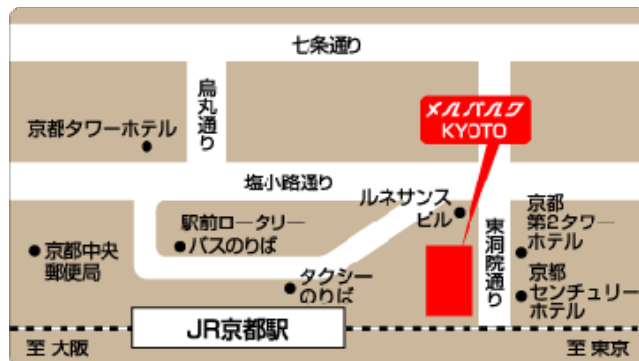 七条通り
烏丸通り
メルパルク
KYOTO
京都タワーホテル
塩小路通り
ルネサンス
ビル
京都
第2タワー
ホテル
駅前ロータリー
バスのりば
東洞院通り
京都中央
郵便局
タクシー
のりば
京都
センチュリー
ホテル
JR京都駅
至 大阪
至 東京